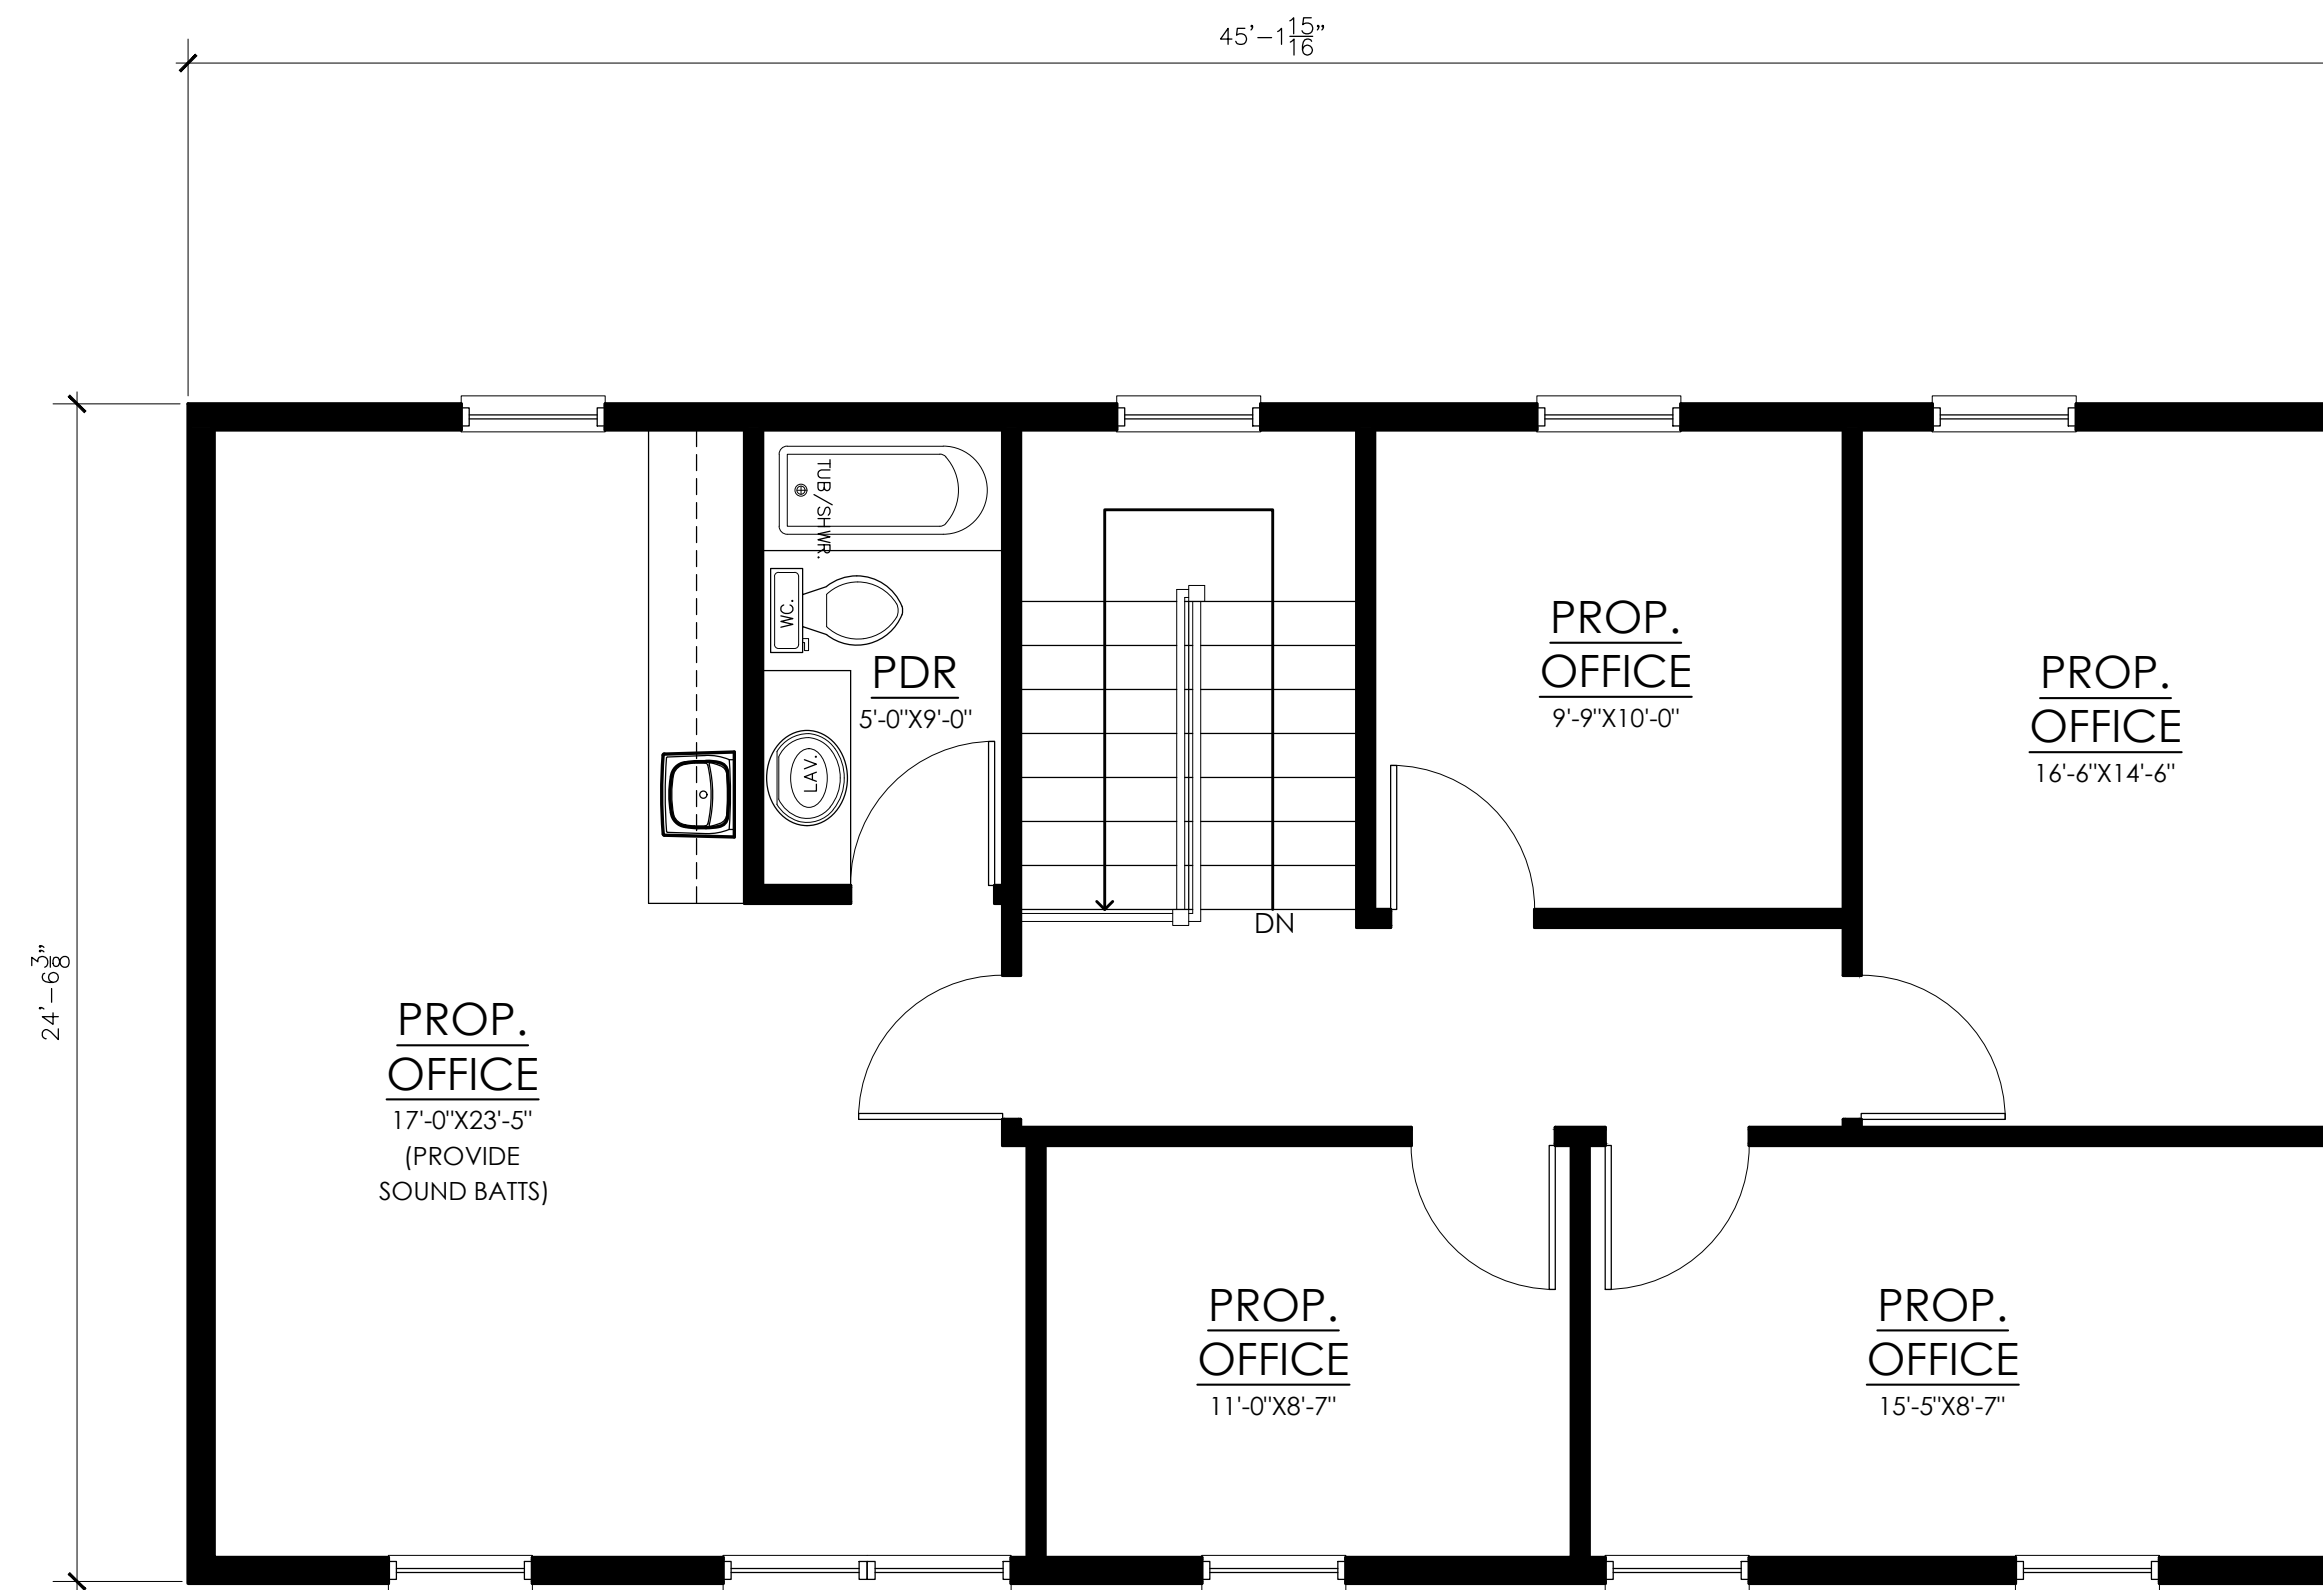 45'-1 15/16"
TUB/SHWR.
WC.
PDR
5'-0"X9'-0"
LAV.
DN
PROP.
OFFICE
9'-9"X10'-0"
PROP.
OFFICE
16'-6"X14'-6"
24'-6 3/8"
PROP.
OFFICE
17'-0"X23'-5"
(PROVIDE
SOUND BATTS)
PROP.
OFFICE
11'-0"X8'-7"
PROP.
OFFICE
15'-5"X8'-7"